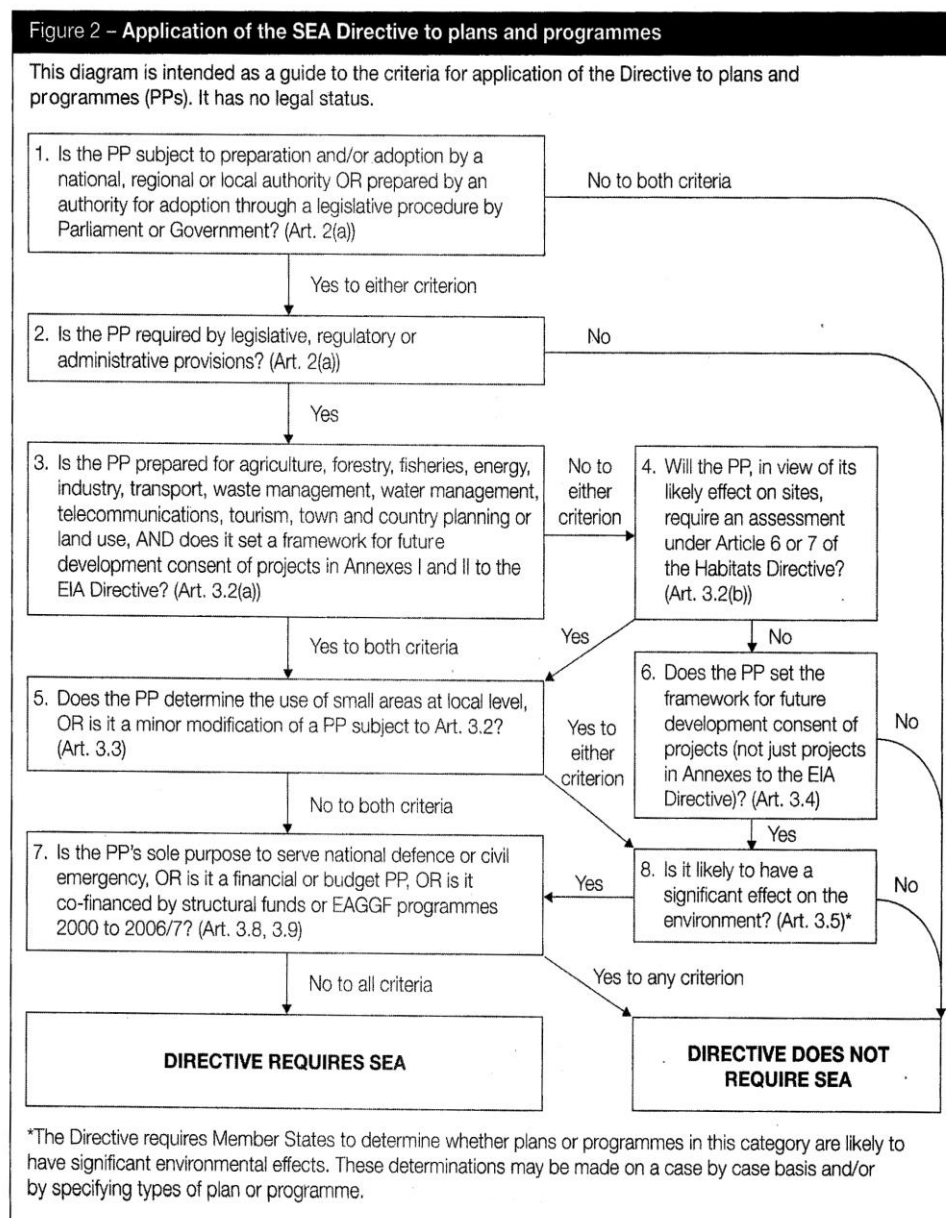 Figure 2 – Application of the SEA Directive to plans and programmes
This diagram is intended as a guide to the criteria for application of the Directive to plans and
programmes (PPs). It has no legal status.
1. Is the PP subject to preparation and/or adoption by a
national, regional or local authority OR prepared by an
authority for adoption through a legislative procedure by
Parliament or Government? (Art. 2(a))
No to both criteria
Yes to either criterion
2. Is the PP required by legislative, regulatory or
administrative provisions? (Art. 2(a))
No
Yes
3. Is the PP prepared for agriculture, forestry, fisheries, energy,
industry, transport, waste management, water management,
telecommunications, tourism, town and country planning or
land use, AND does it set a framework for future
development consent of projects in Annexes I and II to the
EIA Directive? (Art. 3.2(a))
No to
either
criterion
4. Will the PP, in view of its
likely effect on sites,
require an assessment
under Article 6 or 7 of
the Habitats Directive?
(Art. 3.2(b))
Yes to both criteria
Yes
No
5. Does the PP determine the use of small areas at local level,
OR is it a minor modification of a PP subject to Art. 3.2?
(Art. 3.3)
Yes to
either
criterion
6. Does the PP set the
framework for future
development consent of
projects (not just projects
in Annexes to the EIA
Directive)? (Art. 3.4)
No
No to both criteria
Yes
7. Is the PP's sole purpose to serve national defence or civil
emergency, OR is it a financial or budget PP, OR is it
co-financed by structural funds or EAGGF programmes
2000 to 2006/7? (Art. 3.8, 3.9)
Yes
8. Is it likely to have a
significant effect on the
environment? (Art. 3.5)*
No
No to all criteria
Yes to any criterion
DIRECTIVE REQUIRES SEA
DIRECTIVE DOES NOT
REQUIRE SEA
*The Directive requires Member States to determine whether plans or programmes in this category are likely to
have significant environmental effects. These determinations may be made on a case by case basis and/or
by specifying types of plan or programme.